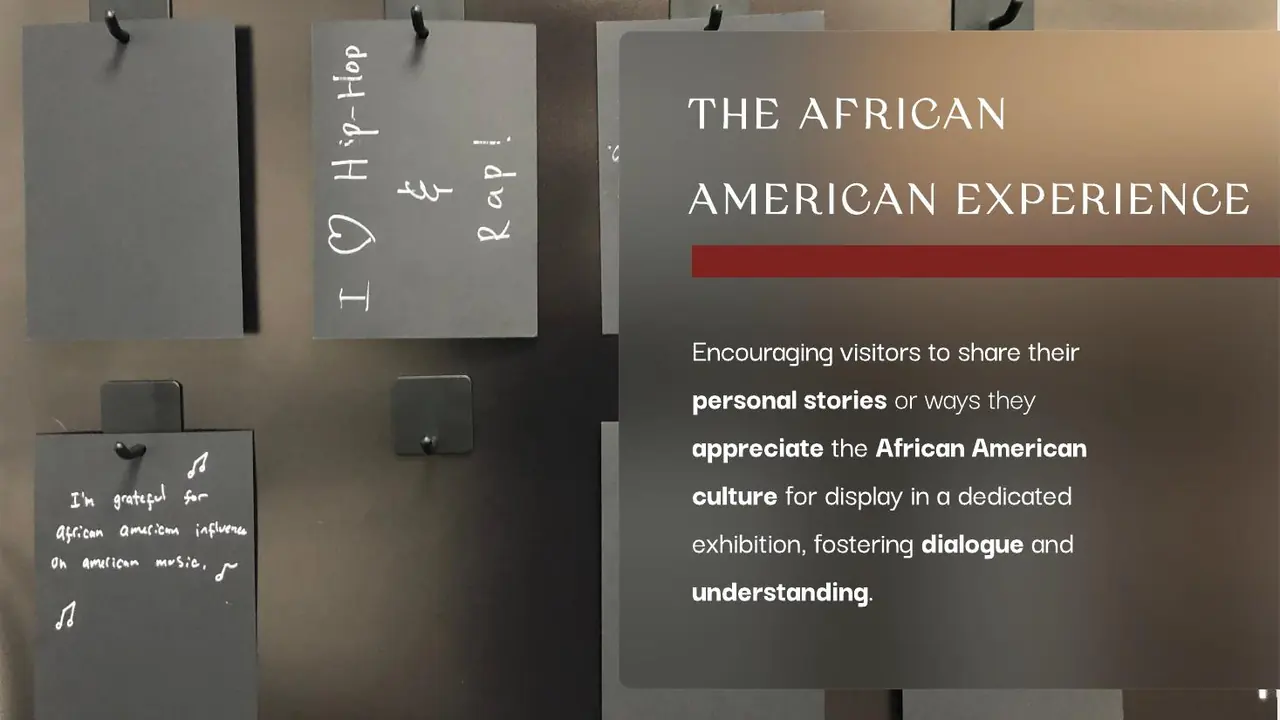 I ♡ Hip-Hop
&
Rap!
I'm grateful for
African American influence
on american music.
THE AFRICAN
AMERICAN EXPERIENCE
Encouraging visitors to share their
personal stories or ways they
appreciate the African American
culture for display in a dedicated
exhibition, fostering dialogue and
understanding.